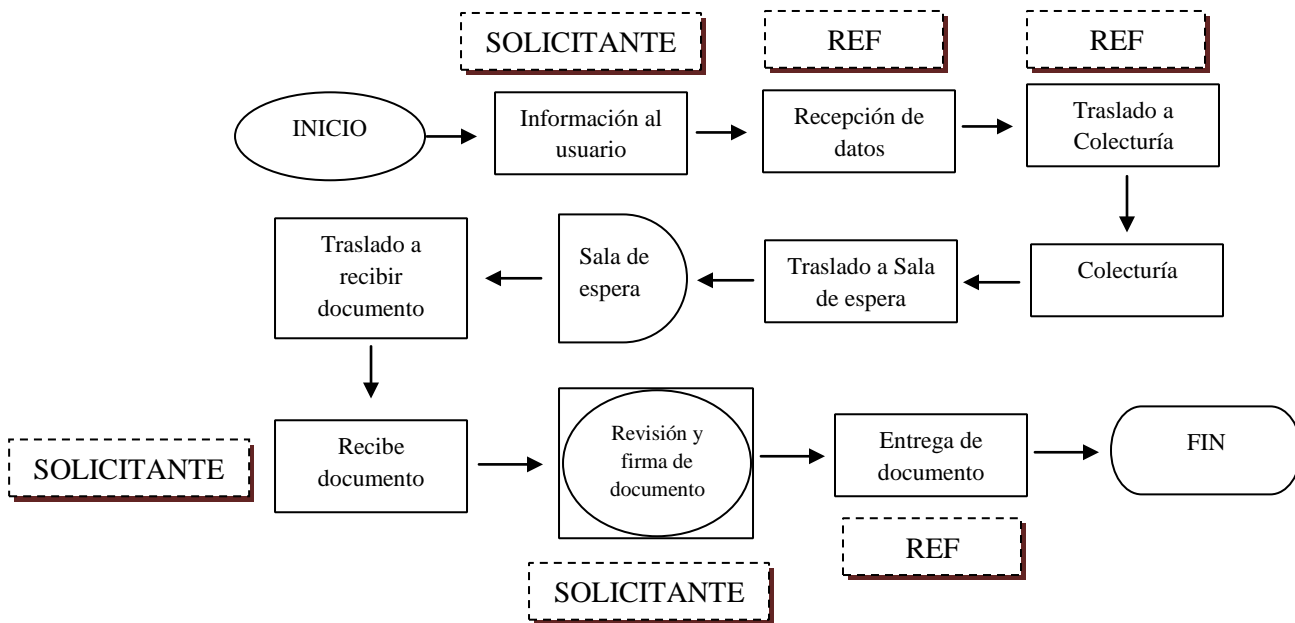 SOLICITANTE
REF
REF
INICIO
Información al
usuario
Recepción de
datos
Traslado a
Colecturía
Traslado a
recibir
documento
Sala de
espera
Traslado a Sala
de espera
Colecturía
SOLICITANTE
Recibe
documento
Revisión y
firma de
documento
Entrega de
documento
FIN
SOLICITANTE
REF